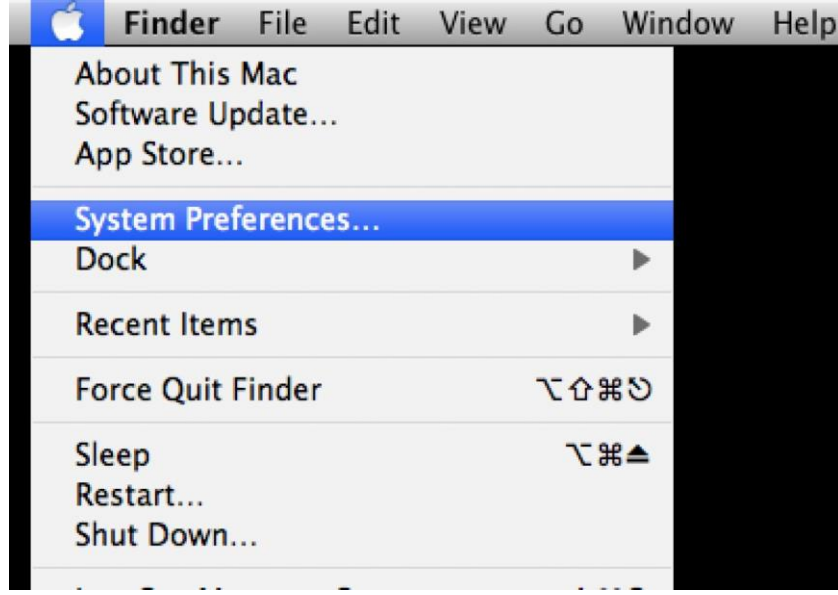 Finder File Edit View Go Window Help
About This Mac
Software Update...
App Store...
System Preferences...
Dock ▶
Recent Items ▶
Force Quit Finder ⌥⇧⌘⎋
Sleep ⌥⌘⏏
Restart...
Shut Down...